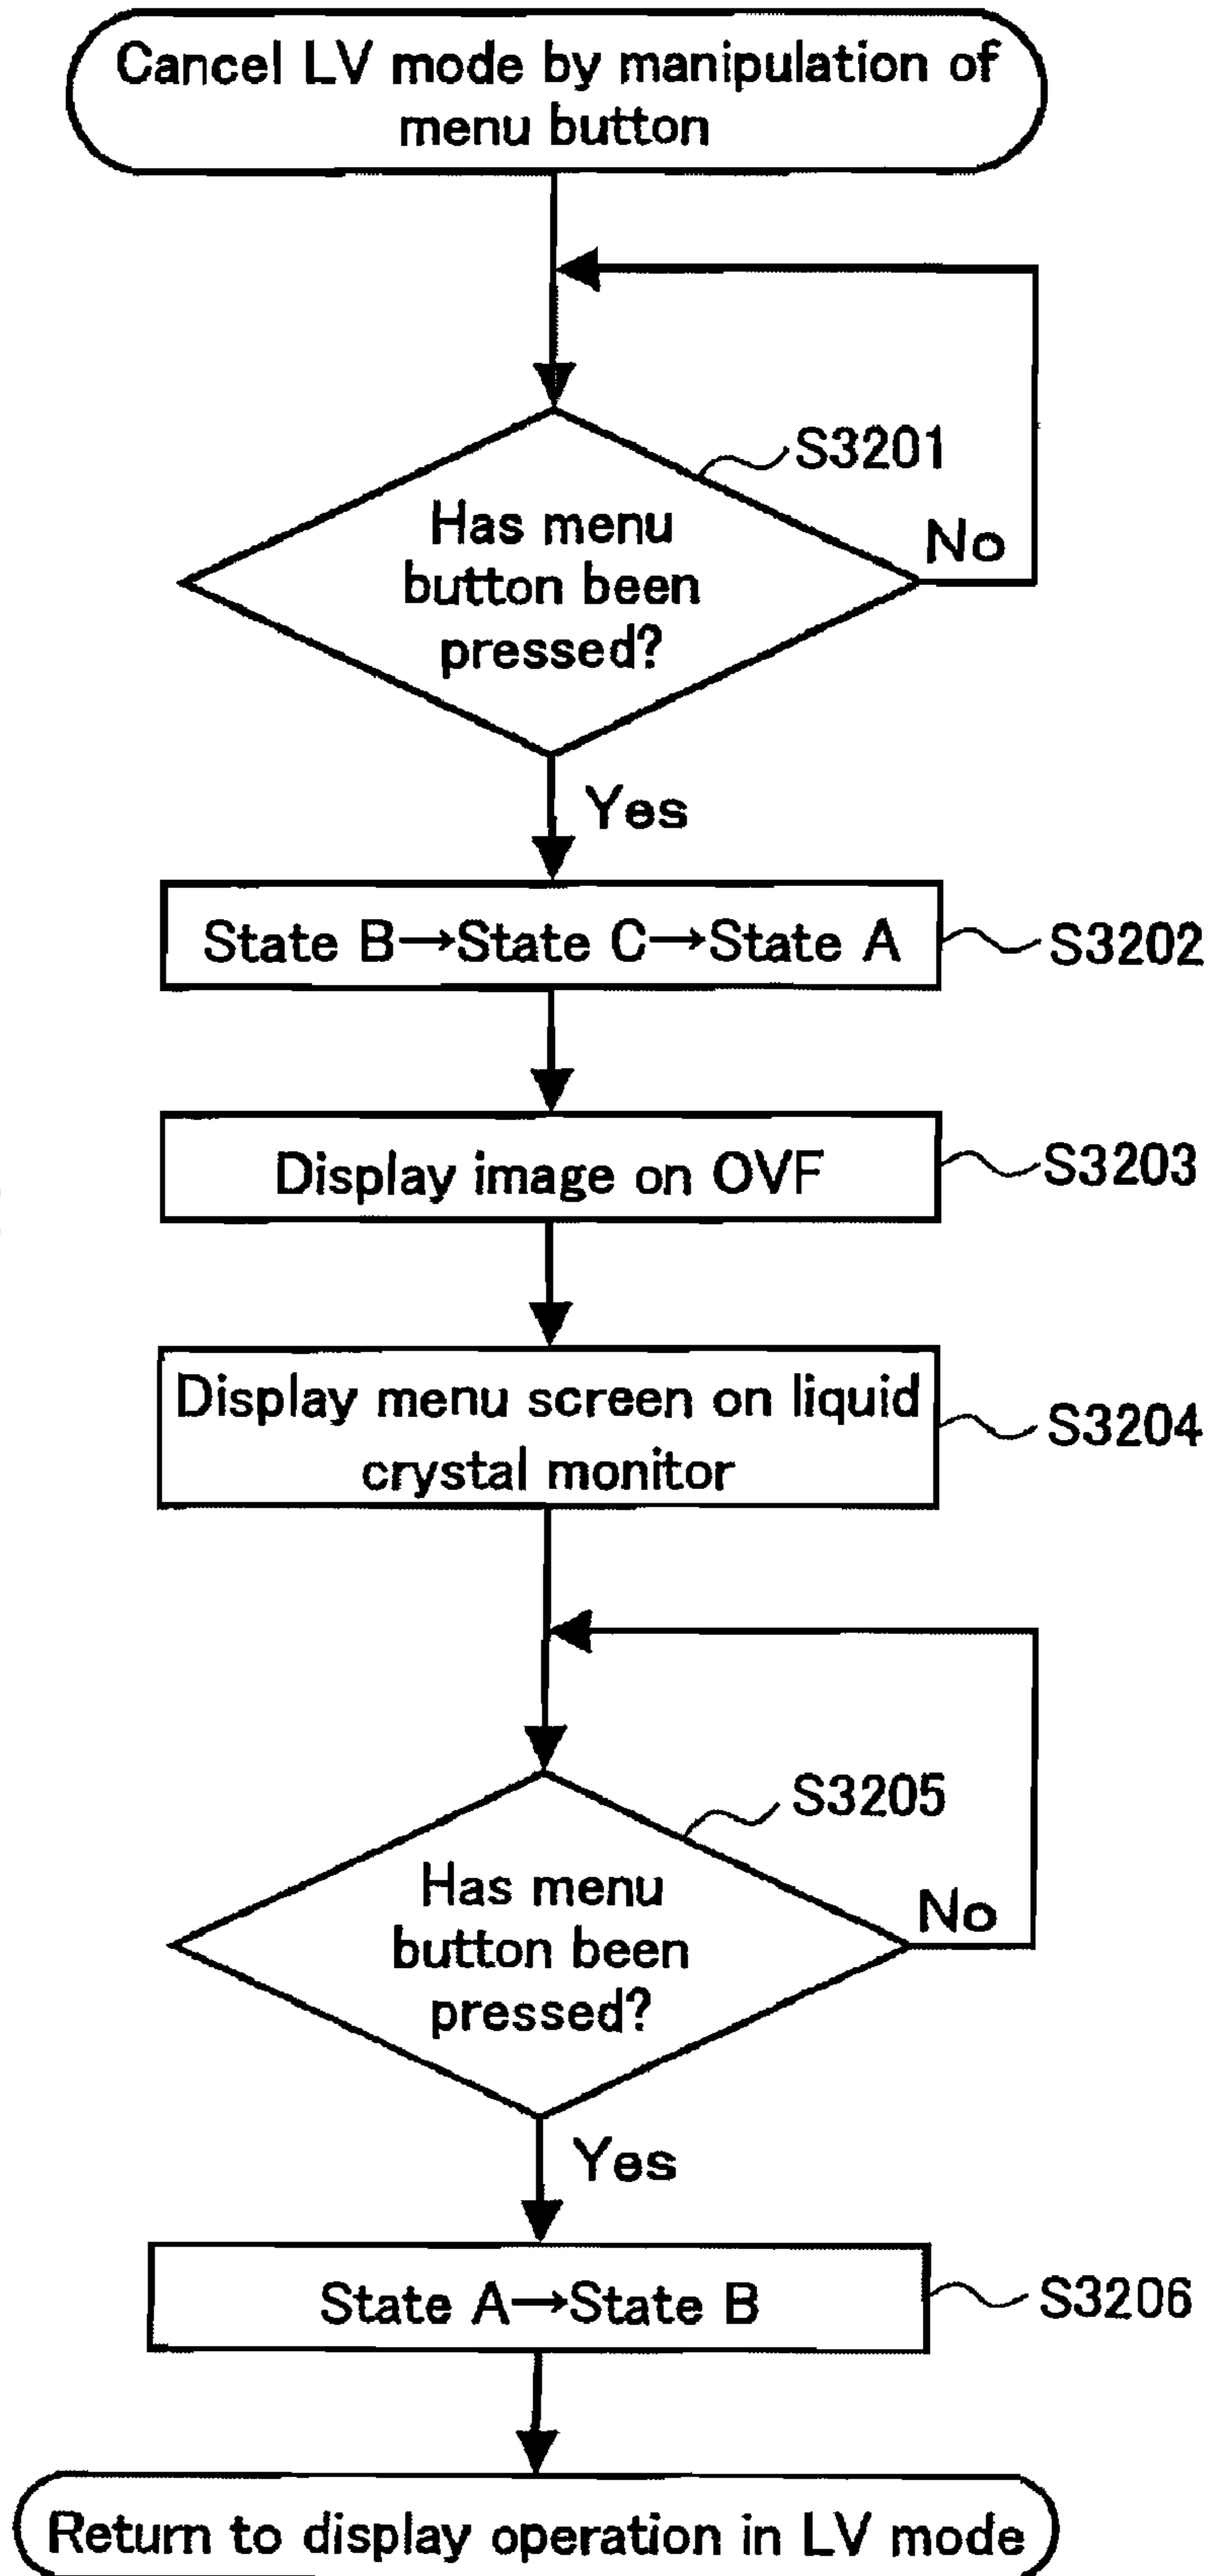 Cancel LV mode by manipulation of
menu button
S3201
Has menu
button been
pressed?
No
Yes
State B→State C→State A
S3202
Display image on OVF
S3203
Display menu screen on liquid
crystal monitor
S3204
S3205
Has menu
button been
pressed?
No
Yes
State A→State B
S3206
Return to display operation in LV mode